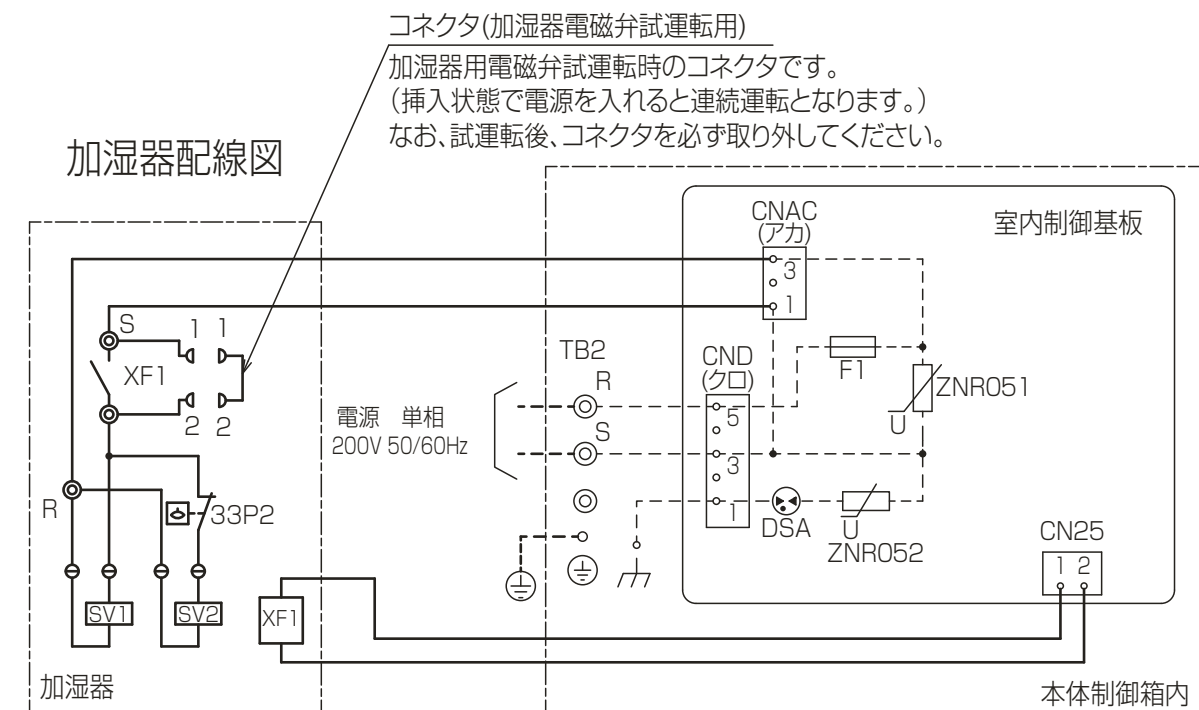 コネクタ(加湿器電磁弁試運転用)
加湿器用電磁弁試運転時のコネクタです。
（挿入状態で電源を入れると連続運転となります。）
なお、試運転後、コネクタを必ず取り外してください。
加湿器配線図
CNAC
(アカ)
室内制御基板
3
1
S
1 1
XF1
2 2
TB2
R
CND
(クロ)
F1
ZNR051
U
5
電源 単相
200V 50/60Hz
S
3
R
33P2
1
DSA
U
ZNR052
CN25
1 2
SV1
SV2
XF1
加湿器
本体制御箱内